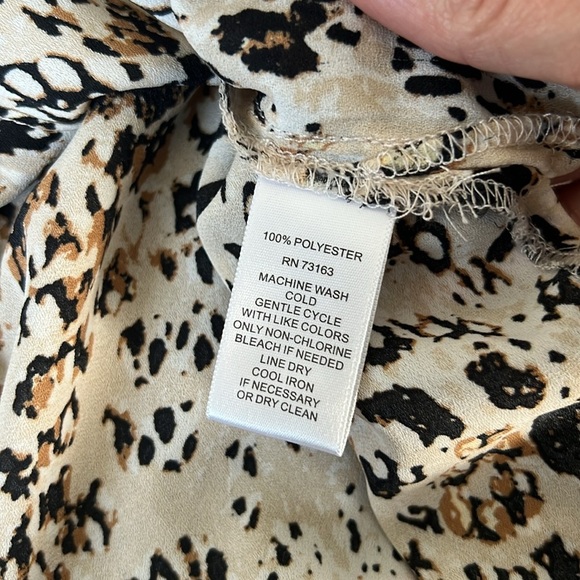 100% POLYESTER
RN 73163
MACHINE WASH
COLD
GENTLE CYCLE
WITH LIKE COLORS
ONLY NON-CHLORINE
BLEACH IF NEEDED
LINE DRY
COOL IRON
IF NECESSARY
OR DRY CLEAN